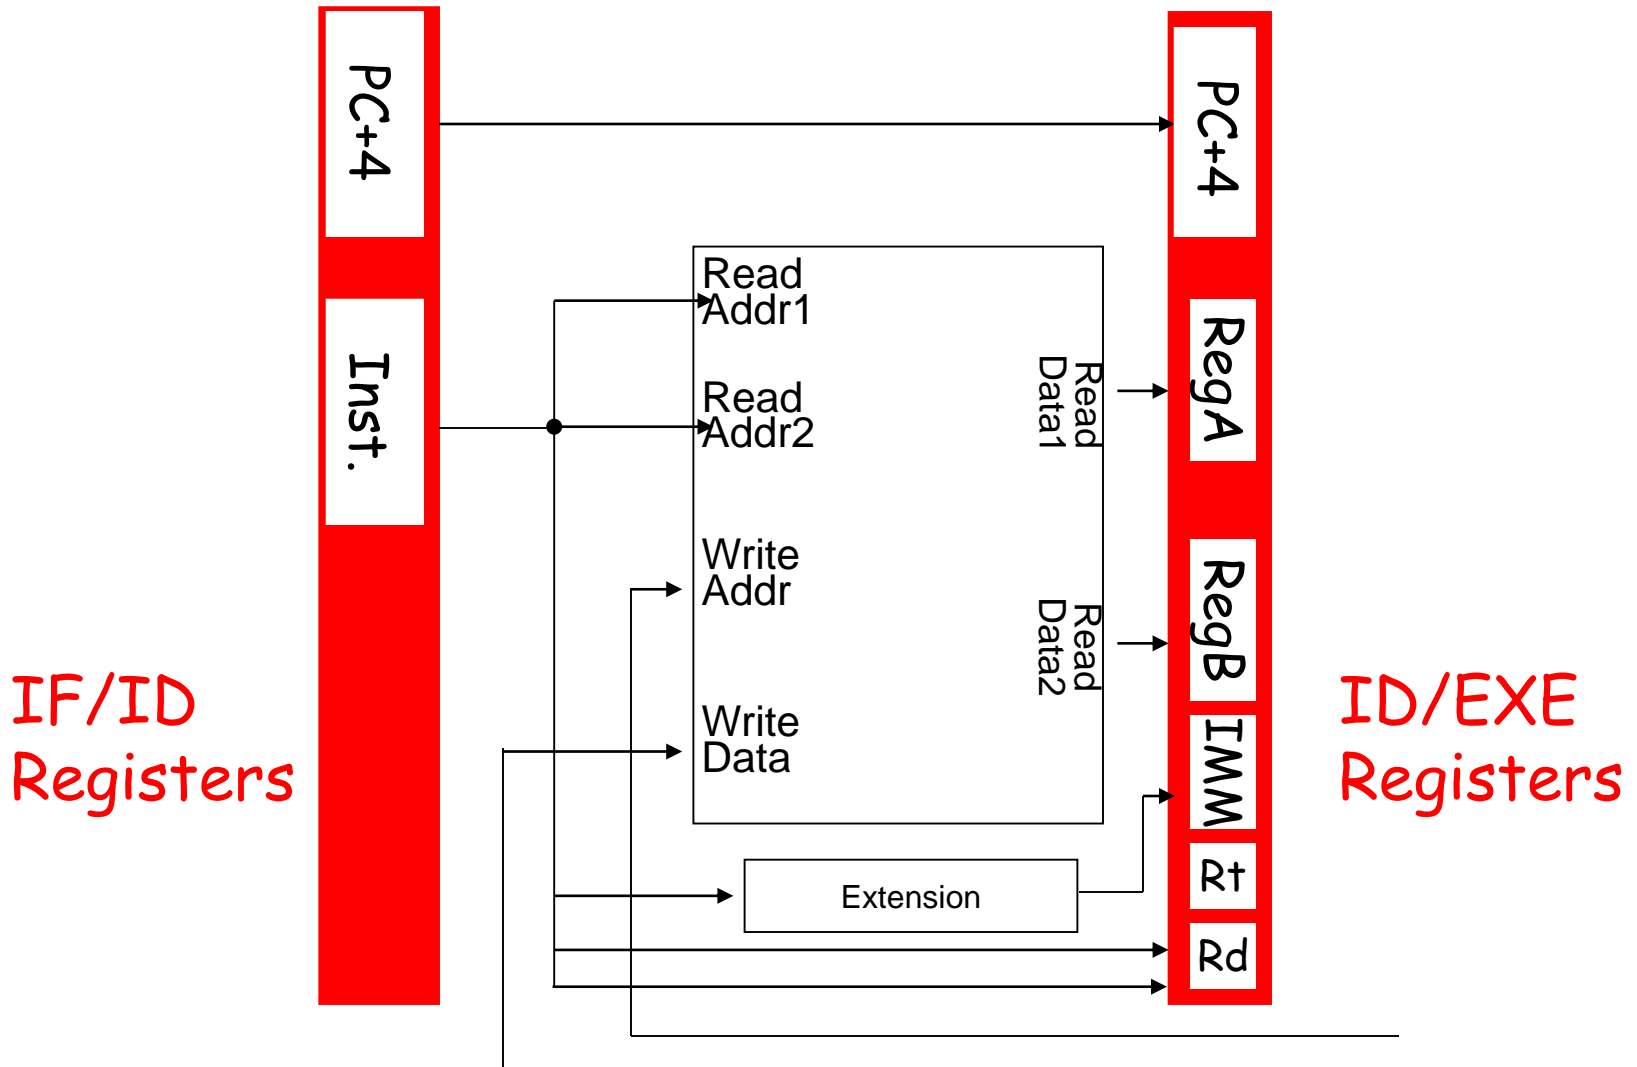 PC+4
Inst.
IF/ID
Registers
Read
Addr1
Read
Addr2
Write
Addr
Write
Data
Read
Data1
Read
Data2
Extension
PC+4
RegA
RegB
IMM
Rt
Rd
ID/EXE
Registers